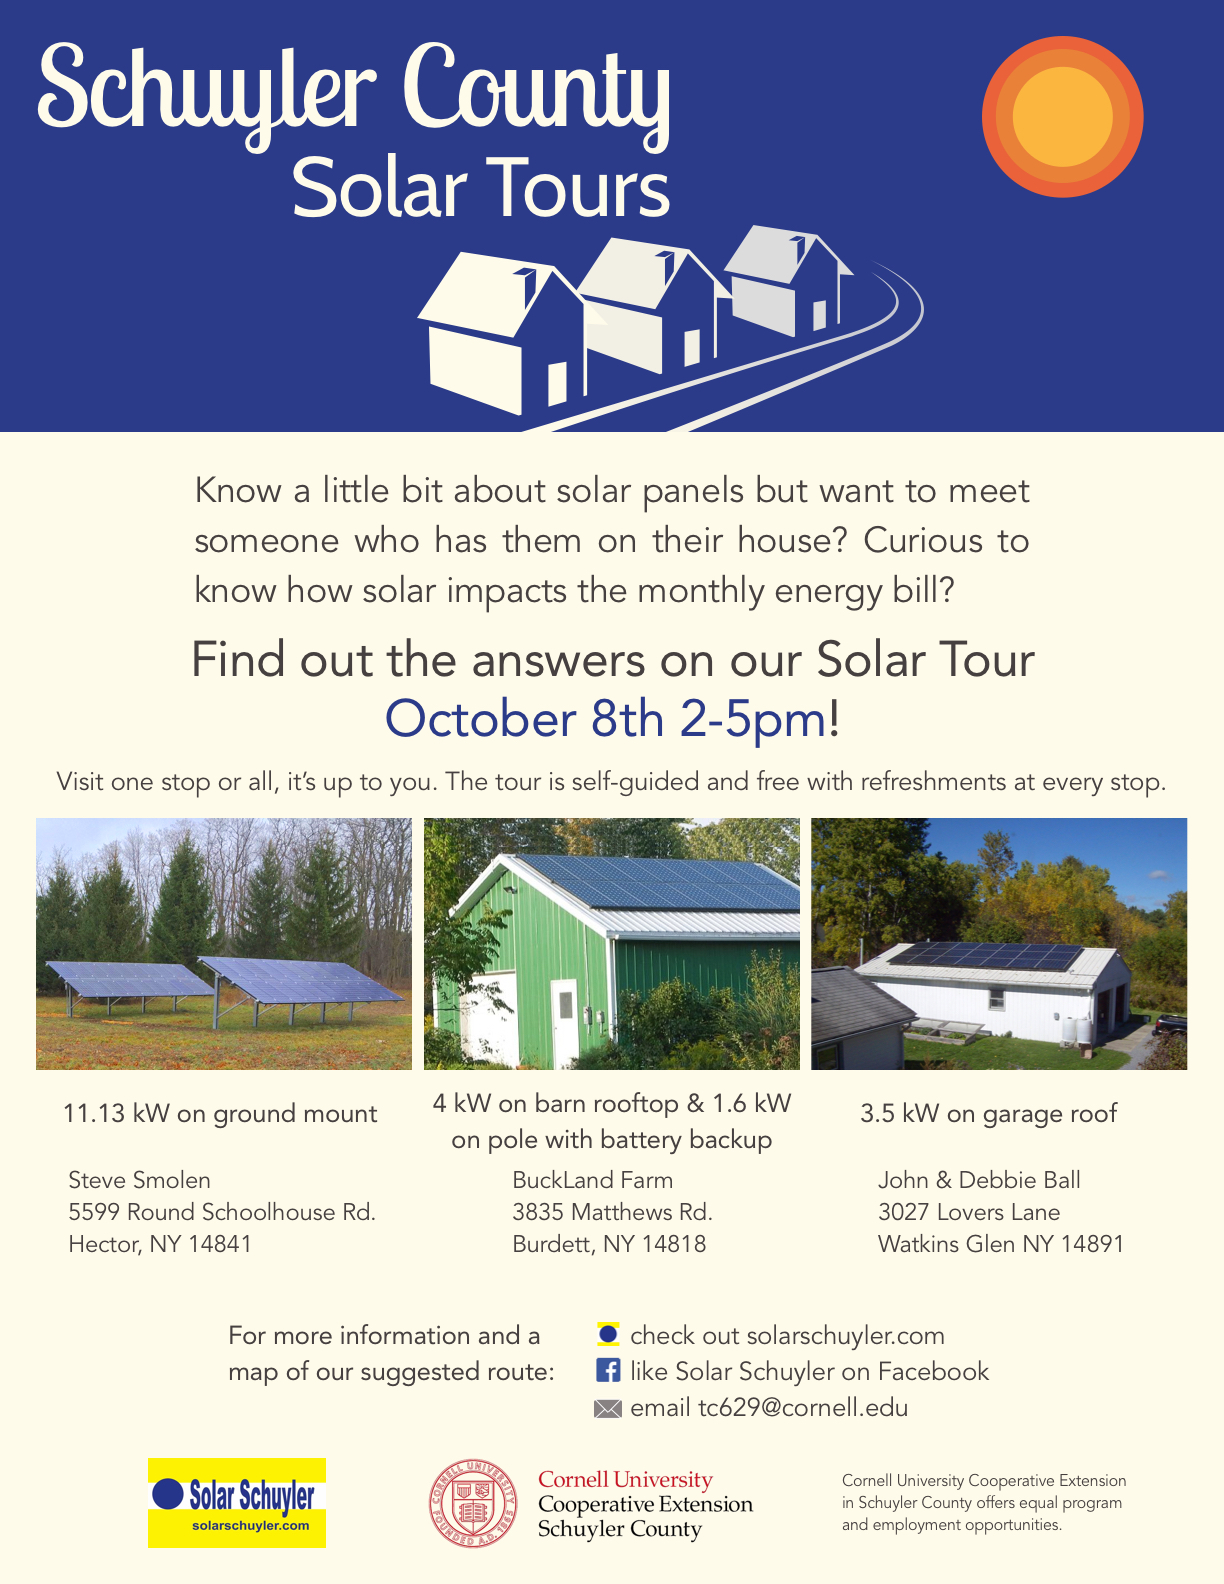 Schuyler County
Solar Tours
Know a little bit about solar panels but want to meet
someone who has them on their house? Curious to
know how solar impacts the monthly energy bill?
Find out the answers on our Solar Tour
October 8th 2-5pm!
Visit one stop or all, it's up to you. The tour is self-guided and free with refreshments at every stop.
11.13 kW on ground mount
Steve Smolen
5599 Round Schoolhouse Rd.
Hector, NY 14841
4 kW on barn rooftop & 1.6 kW
on pole with battery backup
BuckLand Farm
3835 Matthews Rd.
Burdett, NY 14818
3.5 kW on garage roof
John & Debbie Ball
3027 Lovers Lane
Watkins Glen NY 14891
For more information and a
map of our suggested route:
check out solarschuyler.com
like Solar Schuyler on Facebook
email tc629@cornell.edu
Solar Schuyler
solarschuyler.com
CORNELL UNIVERSITY
FOUNDED A.D. 1865
Cornell University
Cooperative Extension
Schuyler County
Cornell University Cooperative Extension
in Schuyler County offers equal program
and employment opportunities.